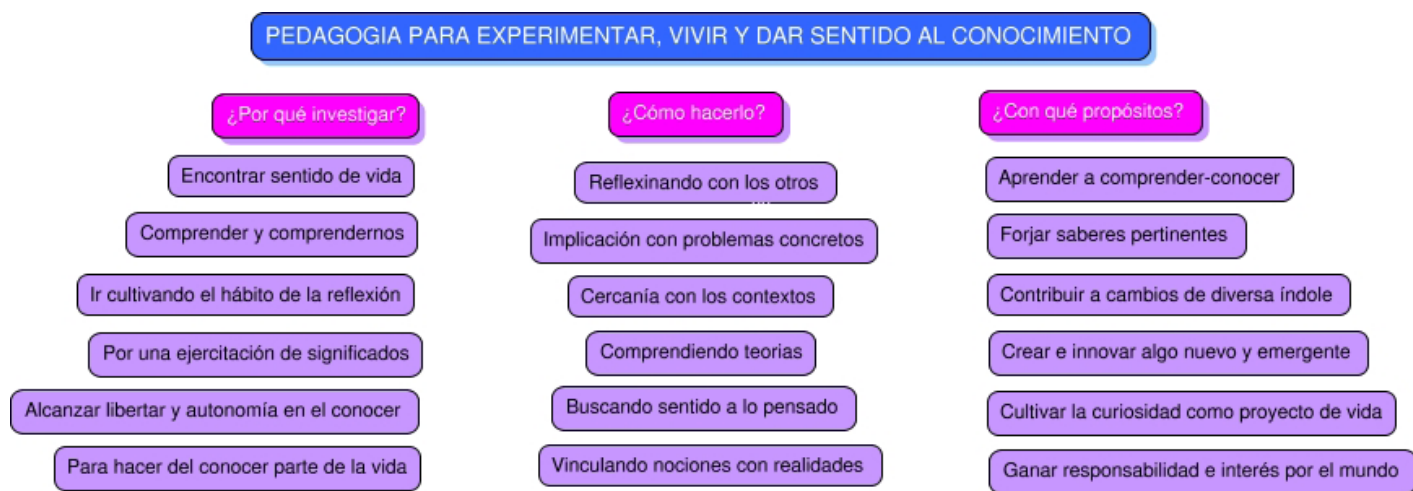 PEDAGOGIA PARA EXPERIMENTAR, VIVIR Y DAR SENTIDO AL CONOCIMIENTO
¿Por qué investigar?
Encontrar sentido de vida
Comprender y comprendernos
Ir cultivando el hábito de la reflexión
Por una ejercitación de significados
Alcanzar libertar y autonomía en el conocer
Para hacer del conocer parte de la vida
¿Cómo hacerlo?
Reflexinando con los otros
Implicación con problemas concretos
Cercanía con los contextos
Comprendiendo teorias
Buscando sentido a lo pensado
Vinculando nociones con realidades
¿Con qué propósitos?
Aprender a comprender-conocer
Forjar saberes pertinentes
Contribuir a cambios de diversa índole
Crear e innovar algo nuevo y emergente
Cultivar la curiosidad como proyecto de vida
Ganar responsabilidad e interés por el mundo